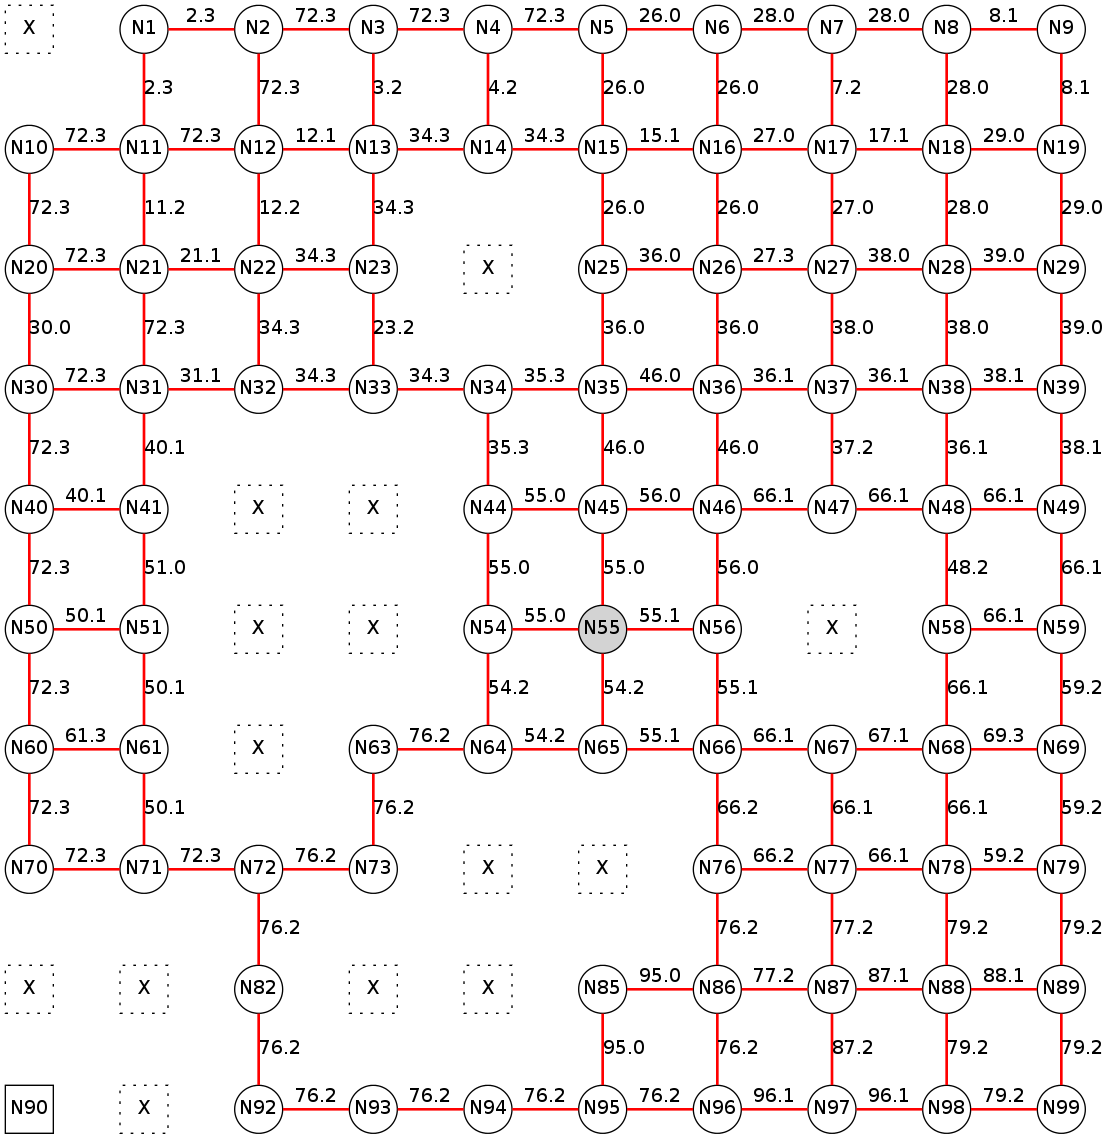 X N1 2.3 N2 72.3 N3 72.3 N4 72.3 N5 26.0 N6 28.0 N7 28.0 N8 8.1 N9
2.3 72.3 3.2 4.2 26.0 26.0 7.2 28.0 8.1
N10 72.3 N11 72.3 N12 12.1 N13 34.3 N14 34.3 N15 15.1 N16 27.0 N17 17.1 N18 29.0 N19
72.3 11.2 12.2 34.3 26.0 26.0 27.0 28.0 29.0
N20 72.3 N21 21.1 N22 34.3 N23 X N25 36.0 N26 27.3 N27 38.0 N28 39.0 N29
30.0 72.3 34.3 23.2 36.0 36.0 38.0 38.0 39.0
N30 72.3 N31 31.1 N32 34.3 N33 34.3 N34 35.3 N35 46.0 N36 36.1 N37 36.1 N38 38.1 N39
72.3 40.1 35.3 46.0 46.0 37.2 36.1 38.1
N40 40.1 N41 X X N44 55.0 N45 56.0 N46 66.1 N47 66.1 N48 66.1 N49
72.3 51.0 55.0 55.0 56.0 48.2 66.1
N50 50.1 N51 X X N54 55.0 N55 55.1 N56 X N58 66.1 N59
72.3 50.1 54.2 54.2 55.1 66.1 59.2
N60 61.3 N61 X N63 76.2 N64 54.2 N65 55.1 N66 66.1 N67 67.1 N68 69.3 N69
72.3 50.1 76.2 66.2 66.1 66.1 59.2
N70 72.3 N71 72.3 N72 76.2 N73 X X N76 66.2 N77 66.1 N78 59.2 N79
76.2 76.2 77.2 79.2 79.2
X X N82 X X N85 95.0 N86 77.2 N87 87.1 N88 88.1 N89
76.2 95.0 76.2 87.2 79.2 79.2
N90 X N92 76.2 N93 76.2 N94 76.2 N95 76.2 N96 96.1 N97 96.1 N98 79.2 N99